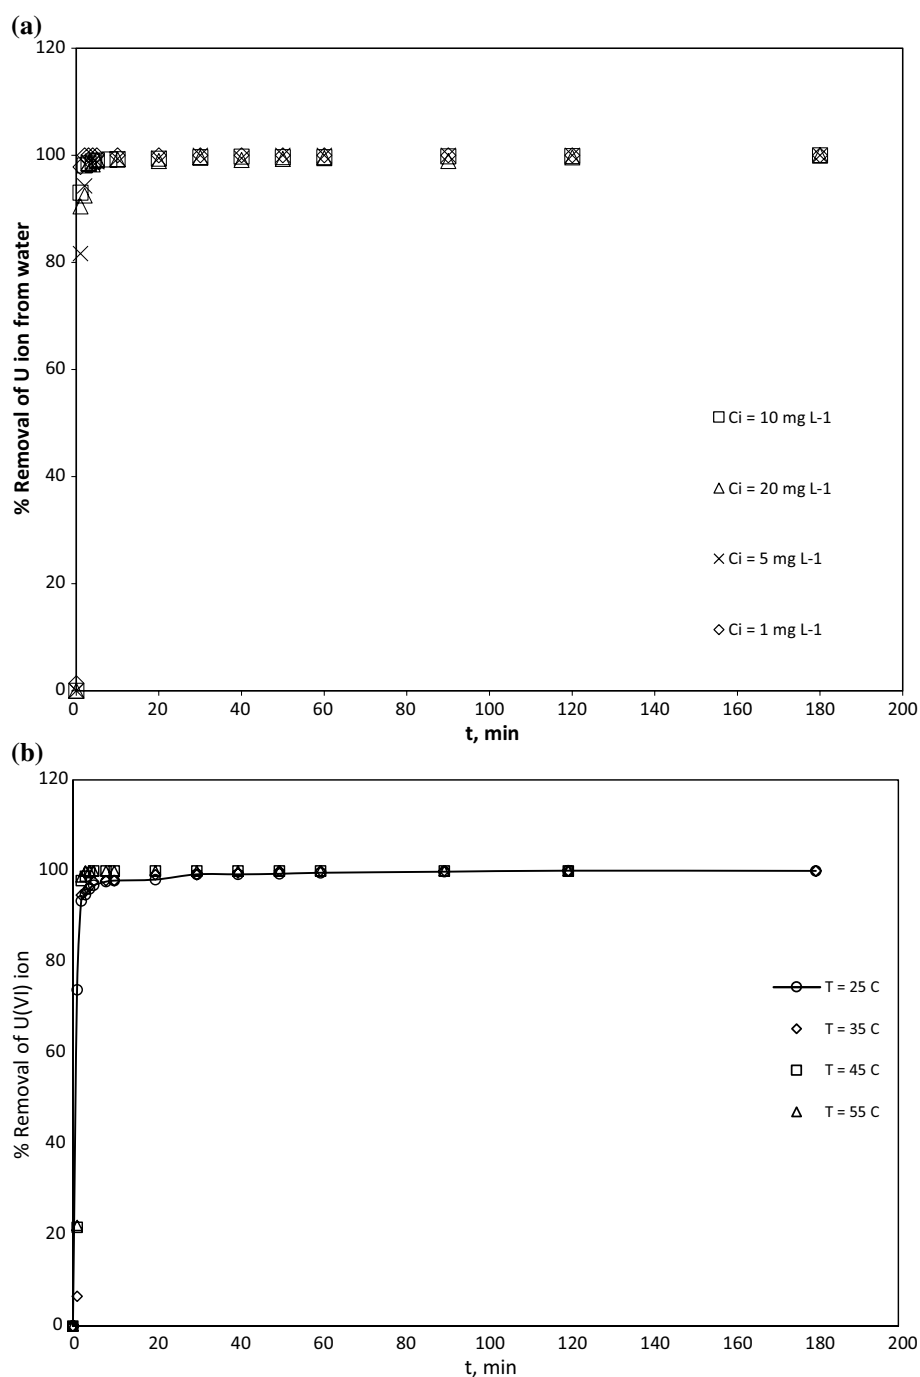 (a)
120
100
80
60
40
20
0
% Removal of U ion from water
Ci = 10 mg L-1
Ci = 20 mg L-1
Ci = 5 mg L-1
Ci = 1 mg L-1
0 20 40 60 80 100 120 140 160 180 200
t, min
(b)
120
100
80
60
40
20
0
% Removal of U(VI) ion
T = 25 C
T = 35 C
T = 45 C
T = 55 C
0 20 40 60 80 100 120 140 160 180 200
t, min